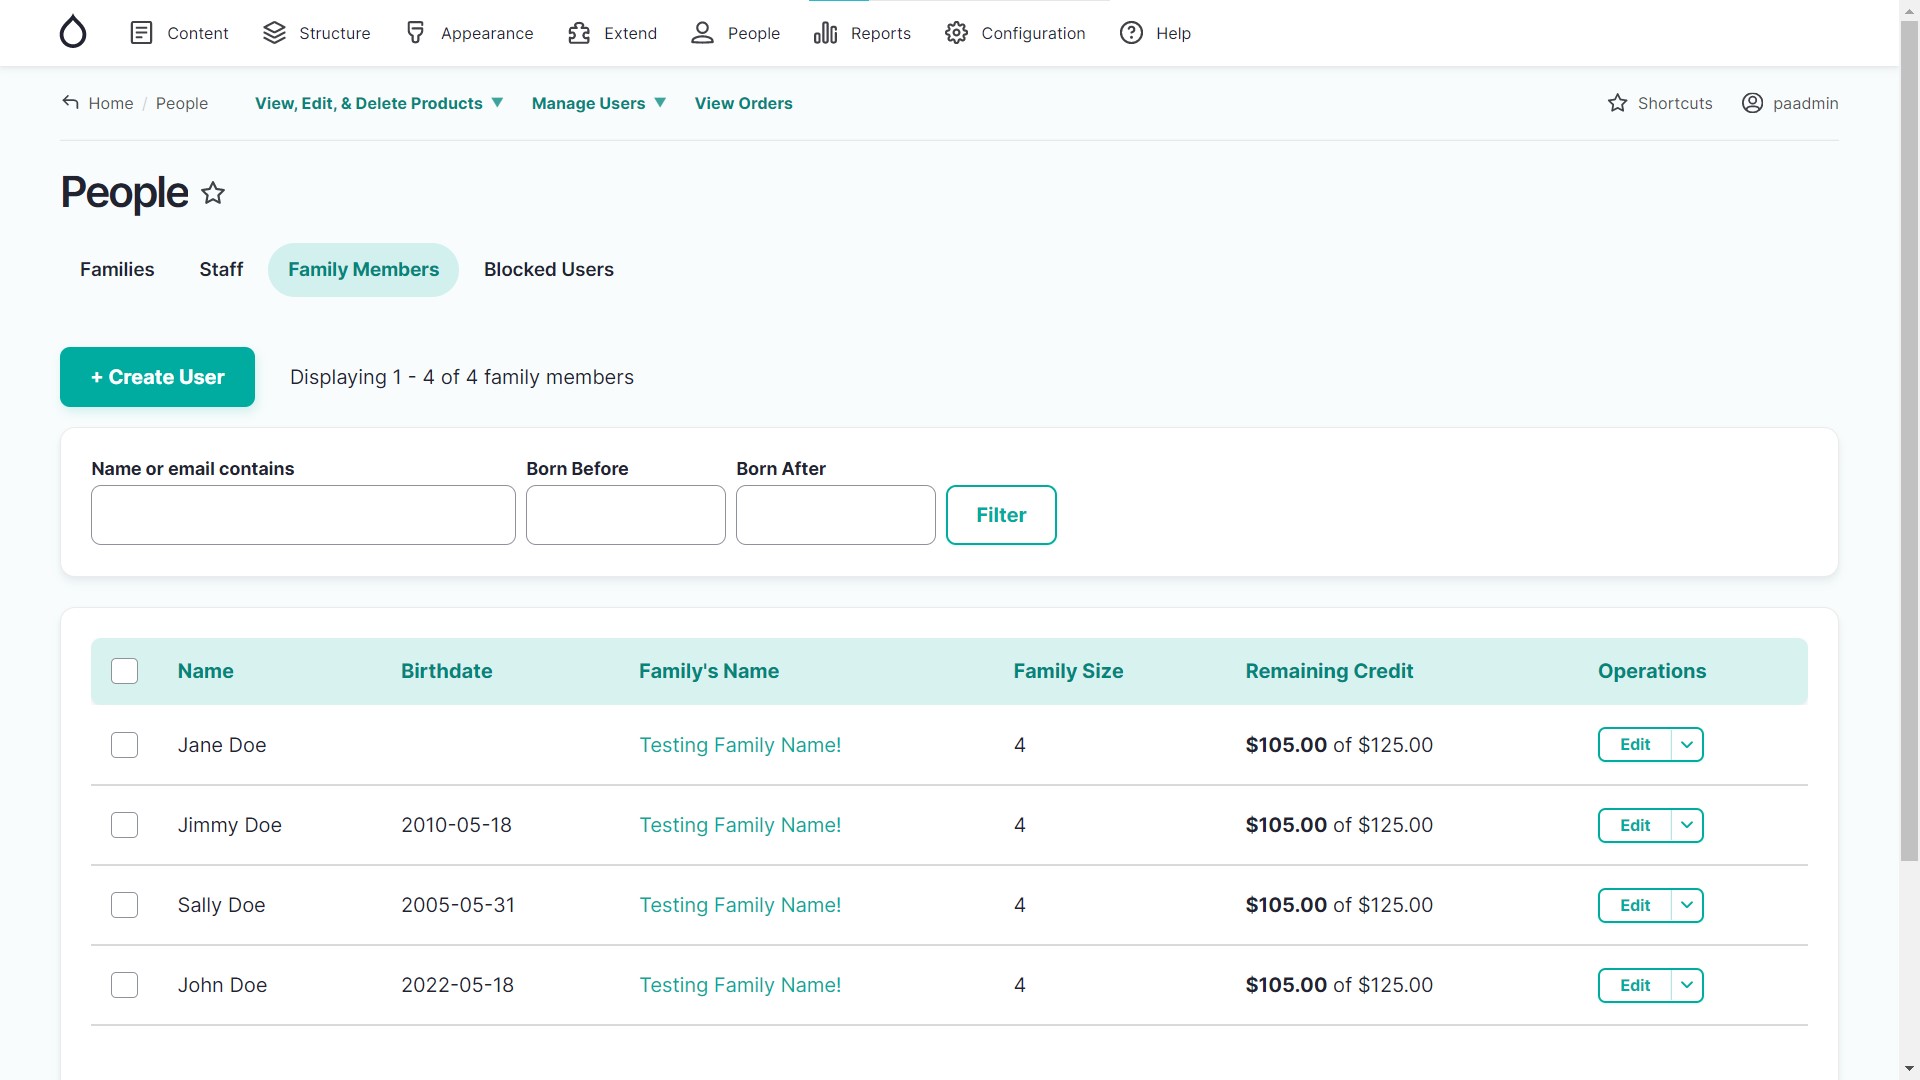 Content Structure Appearance Extend People Reports Configuration Help
Home / People View, Edit, & Delete Products ▼ Manage Users ▼ View Orders Shortcuts paadmin
People
Families Staff Family Members Blocked Users
+ Create User Displaying 1 - 4 of 4 family members
Name or email contains Born Before Born After
Filter
Name Birthdate Family's Name Family Size Remaining Credit Operations
Jane Doe Testing Family Name! 4 $105.00 of $125.00 Edit
Jimmy Doe 2010-05-18 Testing Family Name! 4 $105.00 of $125.00 Edit
Sally Doe 2005-05-31 Testing Family Name! 4 $105.00 of $125.00 Edit
John Doe 2022-05-18 Testing Family Name! 4 $105.00 of $125.00 Edit